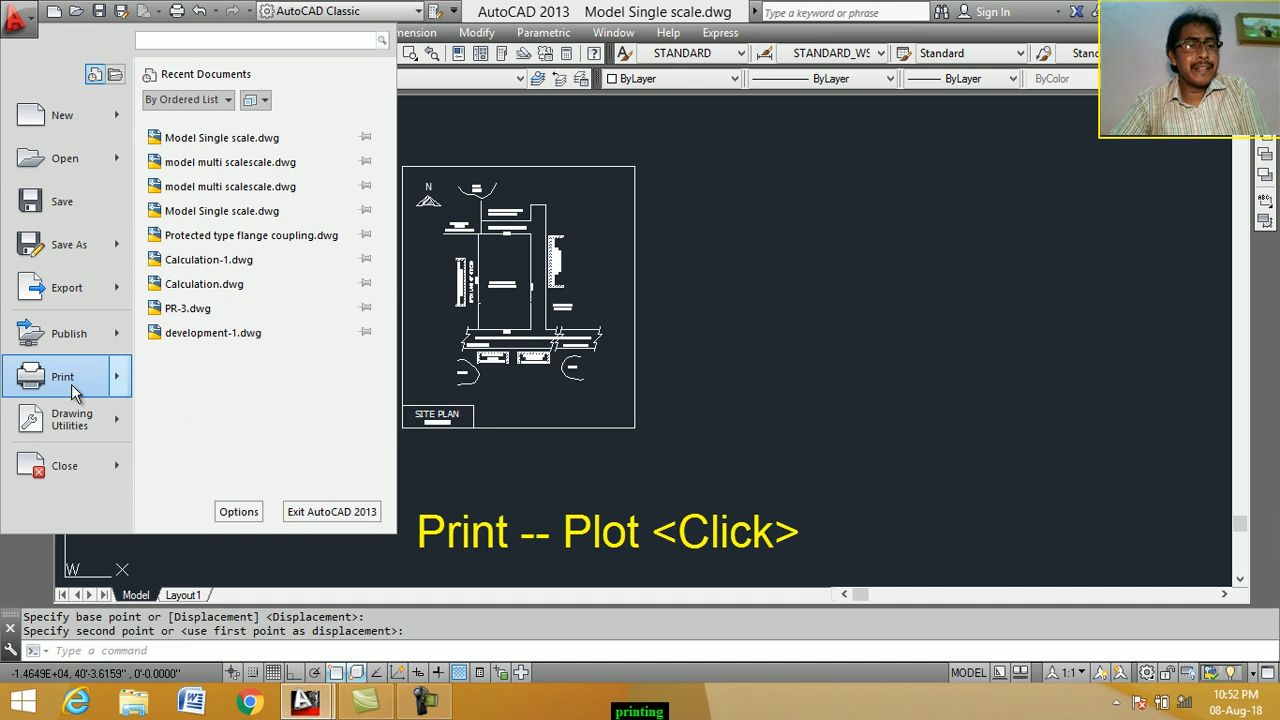 AutoCAD Classic
AutoCAD 2013 Model Single scale.dwg
Type a keyword or phrase
Sign In
mension Modify Window Parametric Help Express
STANDARD
STANDARD_WS
Standard
Stand
ByLayer
ByLayer
ByLayer
ByColor
Recent Documents
By Ordered List
New
Open
Save
Save As
Export
Publish
Print
Drawing
Utilities
Close
Model Single scale.dwg
model multi scalescale.dwg
model multi scalescale.dwg
Model Single scale.dwg
Protected type flange coupling.dwg
Calculation-1.dwg
Calculation.dwg
PR-3.dwg
development-1.dwg
Options
Exit AutoCAD 2013
N
SITE PLAN
Print -- Plot <Click>
W
Model
Layout1
Specify base point or [Displacement] <Displacement>:
Specify second point or <use first point as displacement>:
Type a command
-1.4649E+04, 40'-3.6159" , 0'-0.0000"
MODEL
1:1
10:52 PM
08-Aug-18
printing